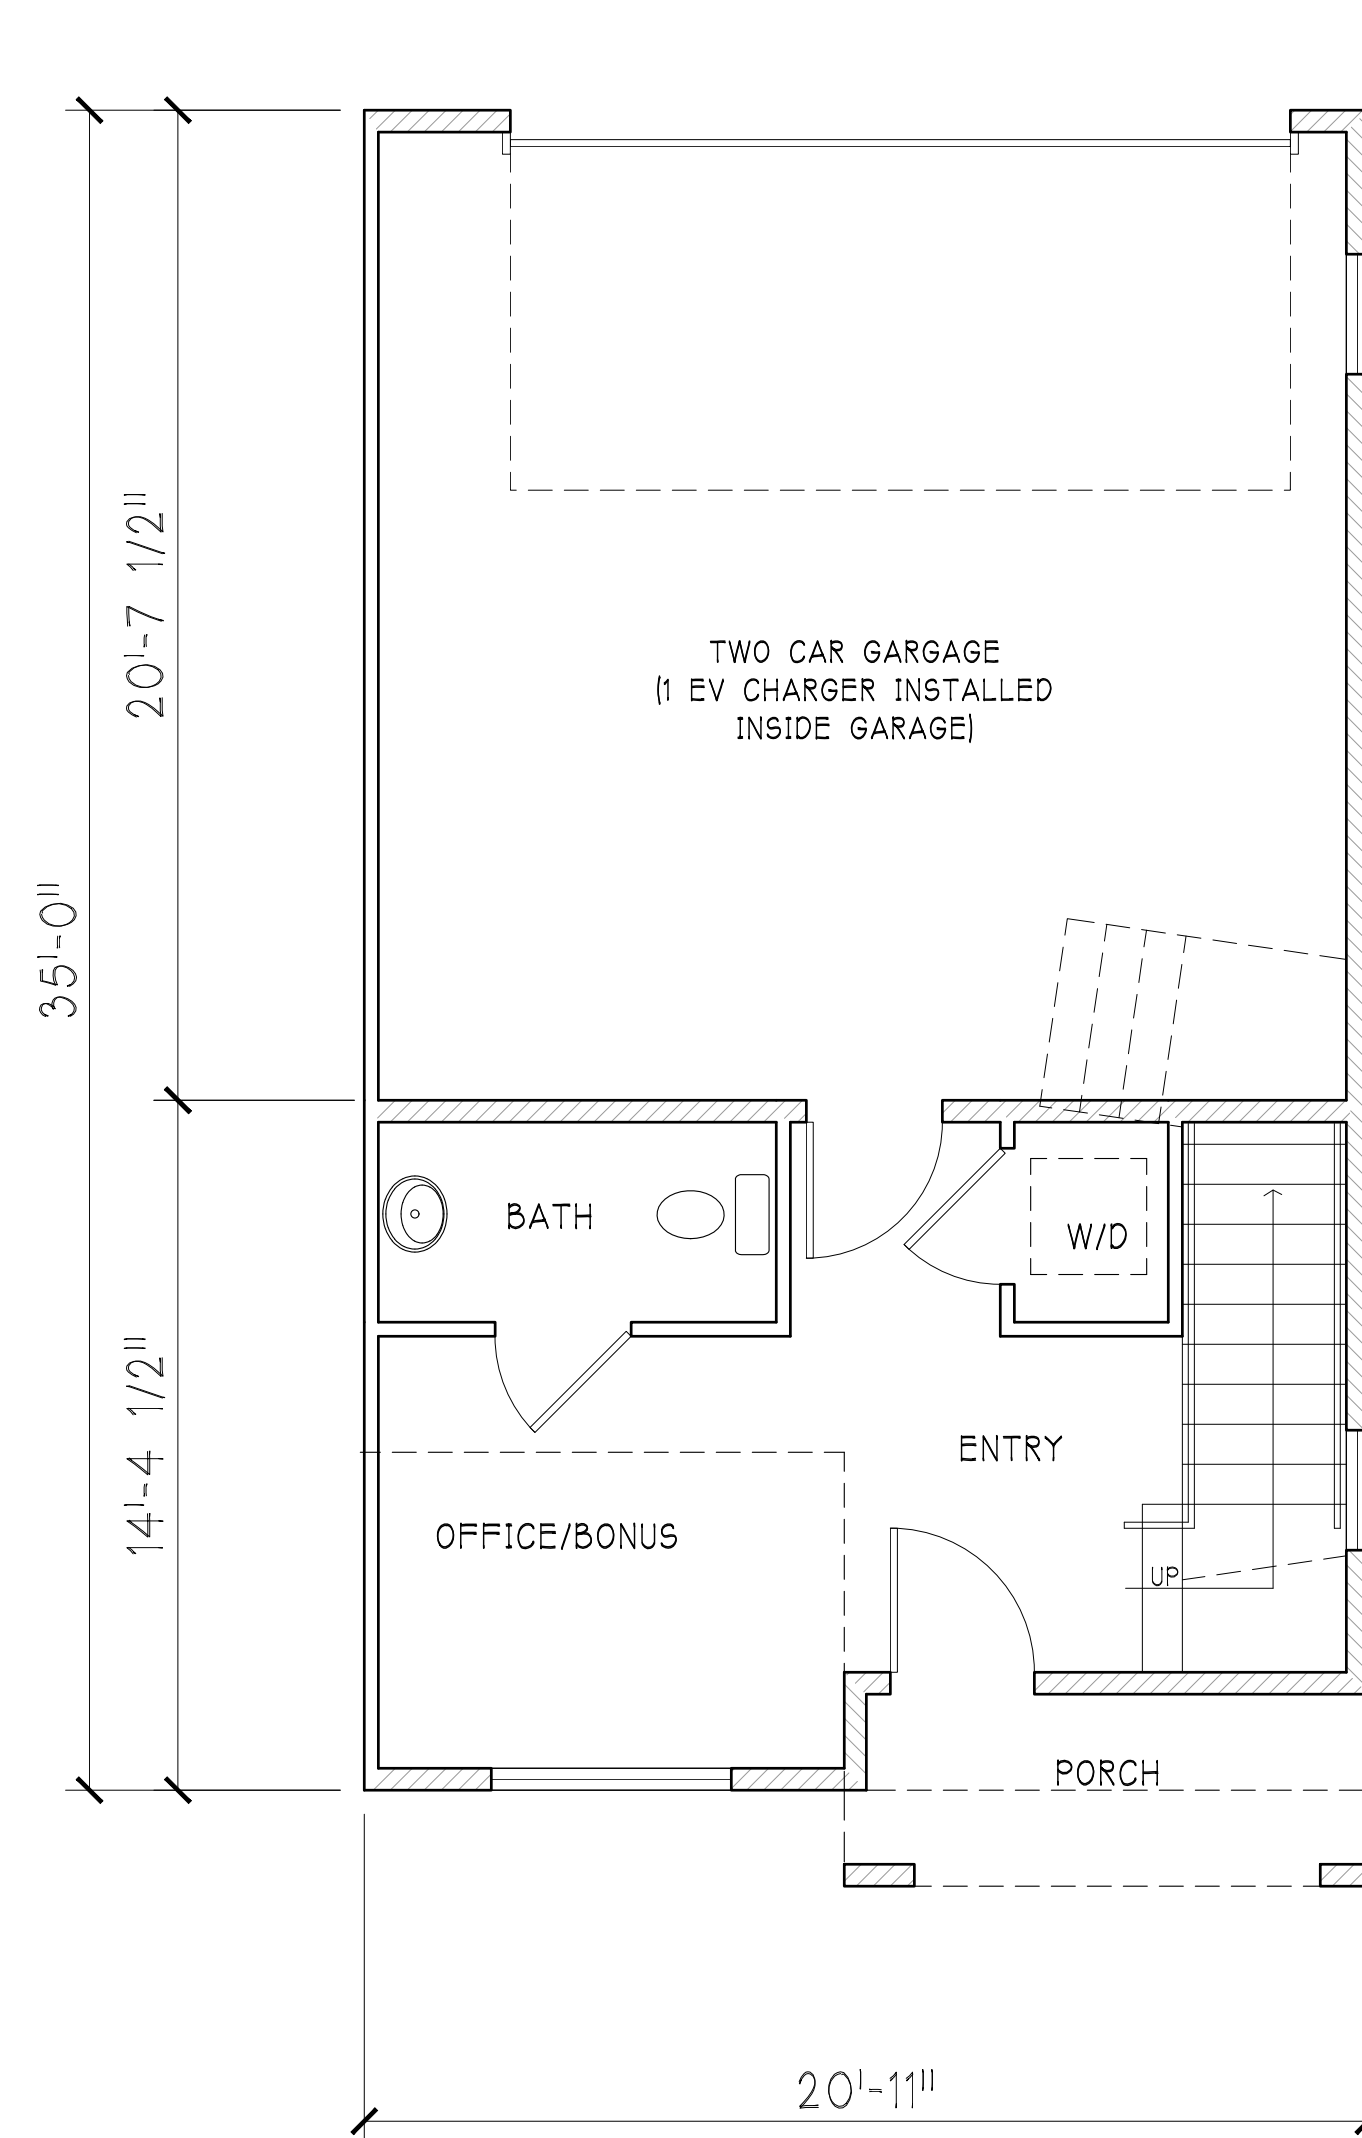 20'-7 1/2"
TWO CAR GARGAGE
(1 EV CHARGER INSTALLED
INSIDE GARAGE)
35'-0"
BATH
W/D
14'-4 1/2"
ENTRY
OFFICE/BONUS
UP
PORCH
20'-11"